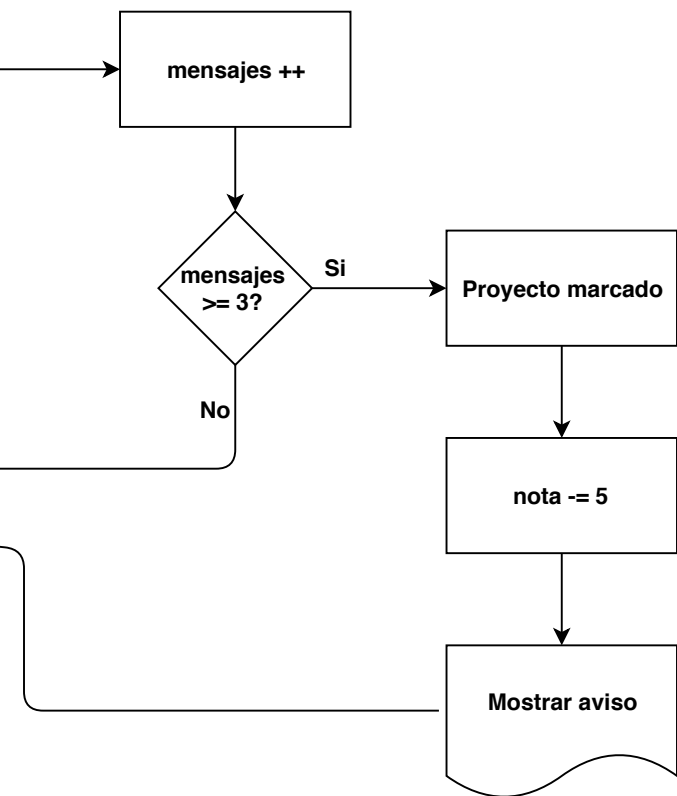 mensajes ++
mensajes
>= 3?
Si
Proyecto marcado
No
nota -= 5
Mostrar aviso